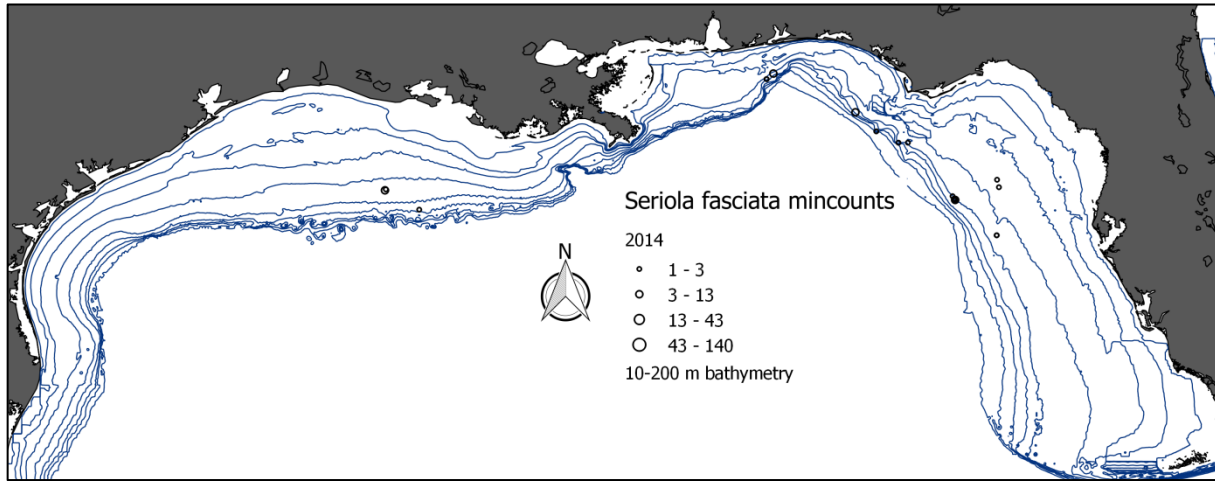 Seriola fasciata mincounts
2014
1 - 3
3 - 13
13 - 43
43 - 140
10-200 m bathymetry
N